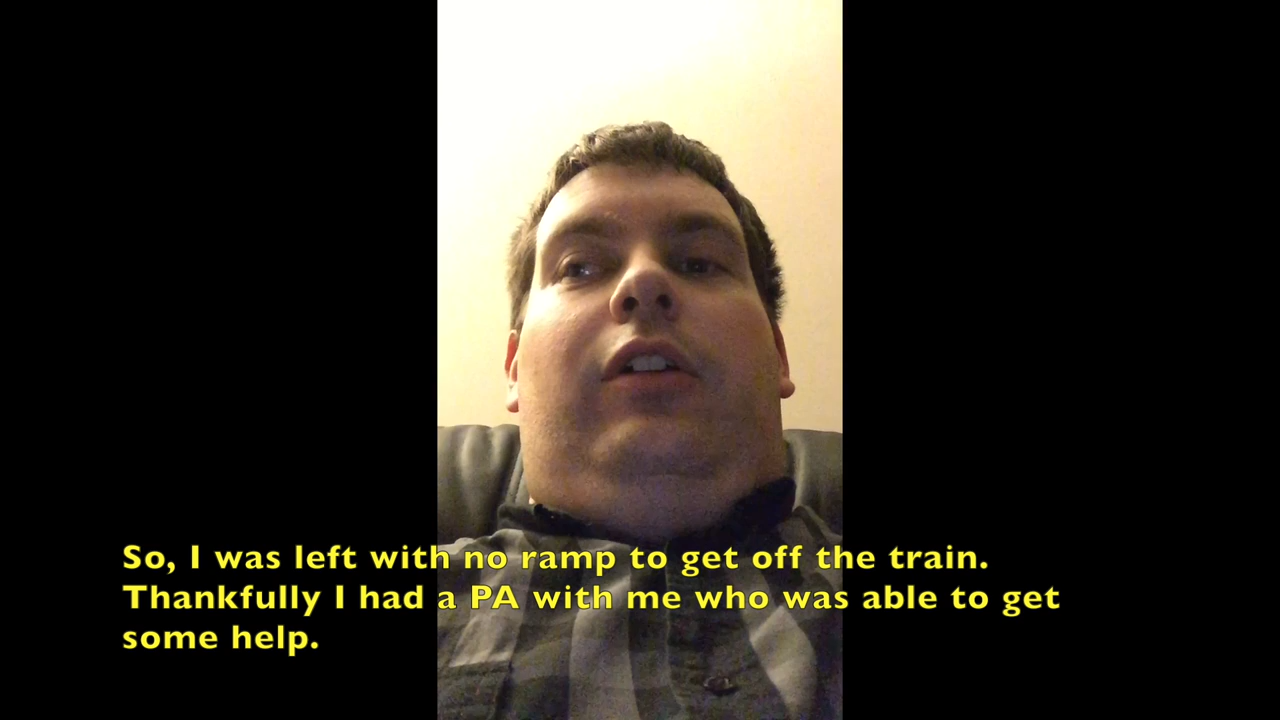 So, I was left with no ramp to get off the train.
Thankfully I had a PA with me who was able to get
some help.